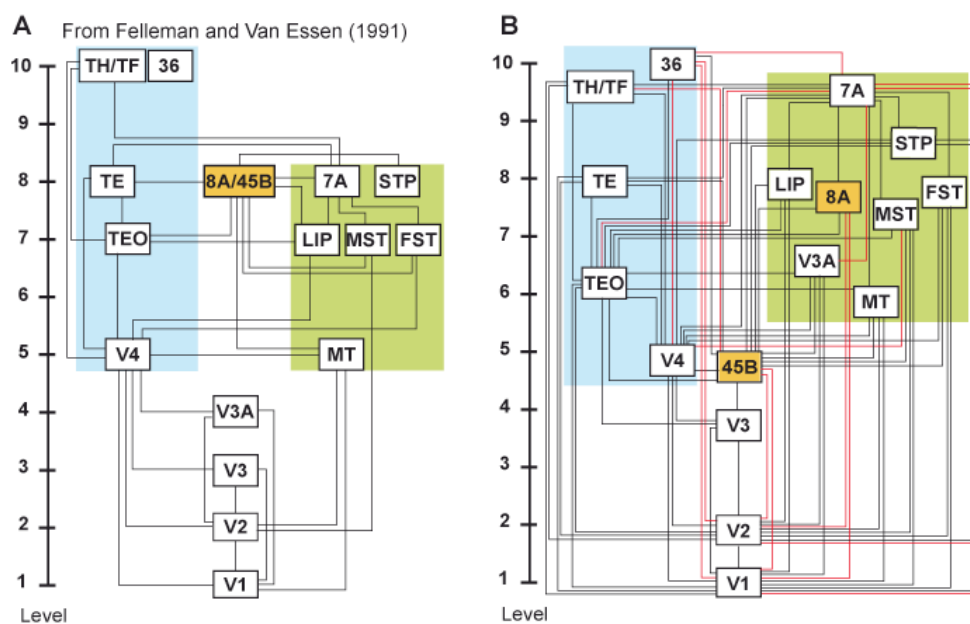 A From Felleman and Van Essen (1991)
10 TH/TF 36
9
8 TE 8A/45B 7A STP
7 TEO LIP MST FST
6
5 V4 MT
4 V3A
3 V3
2 V2
1 V1
Level
B
10 36
TH/TF 7A
9
STP
8 TE LIP 8A FST
MST
7
V3A
6 TEO MT
5 V4 45B
4
V3
3
2 V2
1 V1
Level